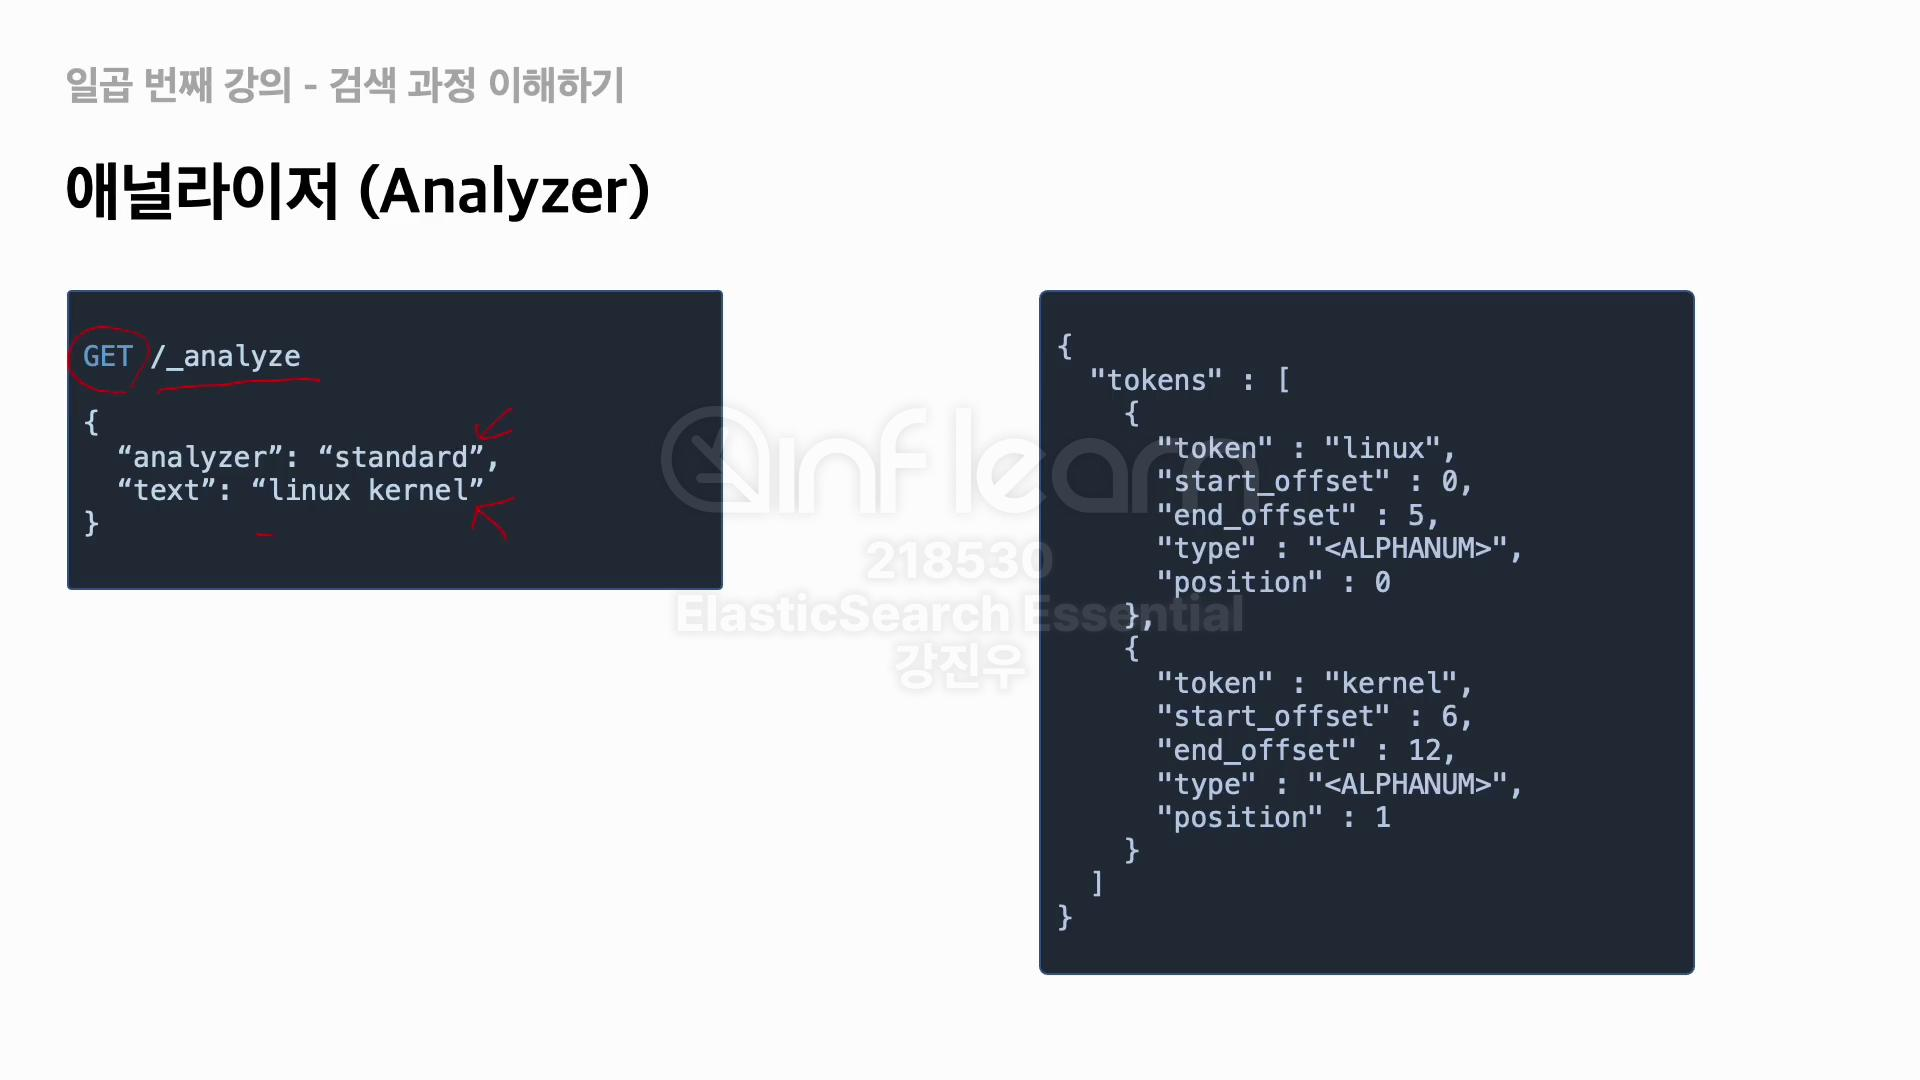 일곱 번째 강의 - 검색 과정 이해하기
애널라이저 (Analyzer)
GET /_analyze
{
  “analyzer”: “standard”,
  “text”: “linux kernel”
}
{
  "tokens" : [
    {
      "token" : "linux",
      "start_offset" : 0,
      "end_offset" : 5,
      "type" : "<ALPHANUM>",
      "position" : 0
    },
    {
      "token" : "kernel",
      "start_offset" : 6,
      "end_offset" : 12,
      "type" : "<ALPHANUM>",
      "position" : 1
    }
  ]
}
inflearn
218530
ElasticSearch Essential
강진우